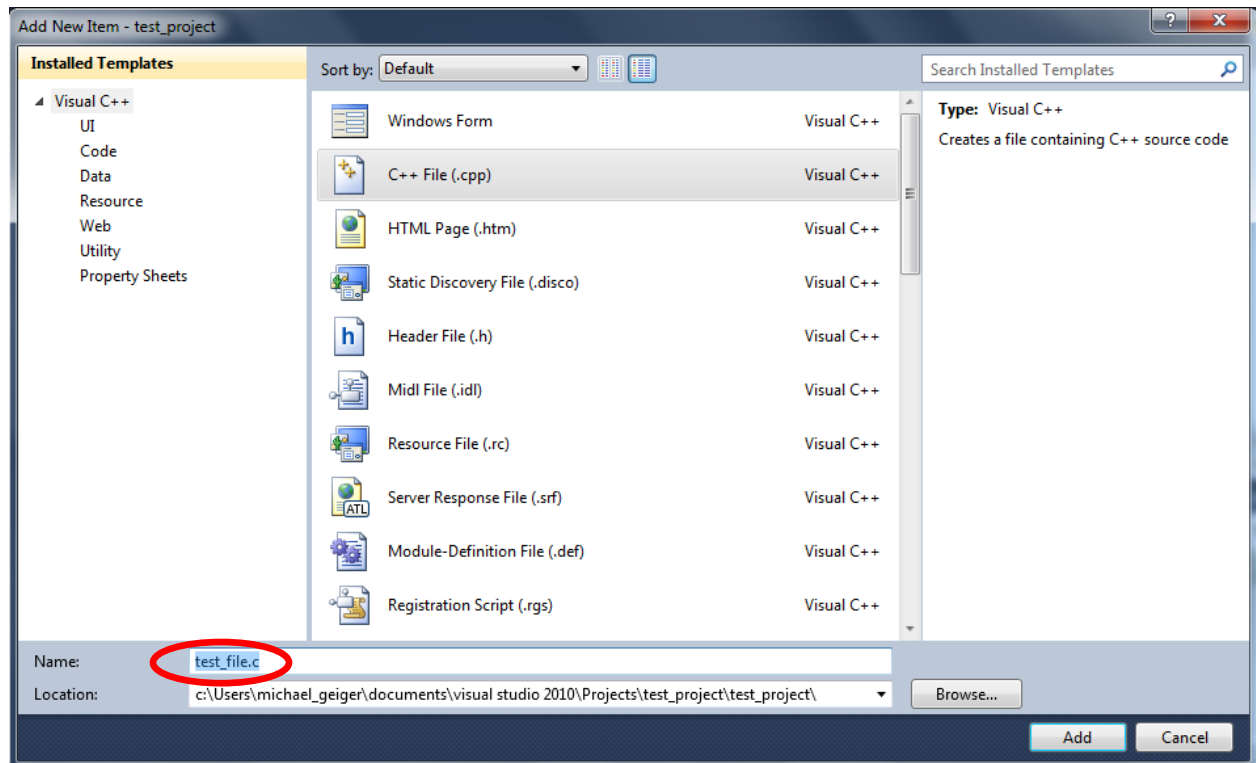 Add New Item - test_project
?
X
Installed Templates
Sort by: Default
Search Installed Templates
Visual C++
UI
Code
Data
Resource
Web
Utility
Property Sheets
Windows Form Visual C++
C++ File (.cpp) Visual C++
HTML Page (.htm) Visual C++
Static Discovery File (.disco) Visual C++
h Header File (.h) Visual C++
Midl File (.idl) Visual C++
Resource File (.rc) Visual C++
ATL Server Response File (.srf) Visual C++
Module-Definition File (.def) Visual C++
Registration Script (.rgs) Visual C++
Type: Visual C++
Creates a file containing C++ source code
Name: test_file.c
Location: c:\Users\michael_geiger\documents\visual studio 2010\Projects\test_project\test_project\ Browse...
Add Cancel